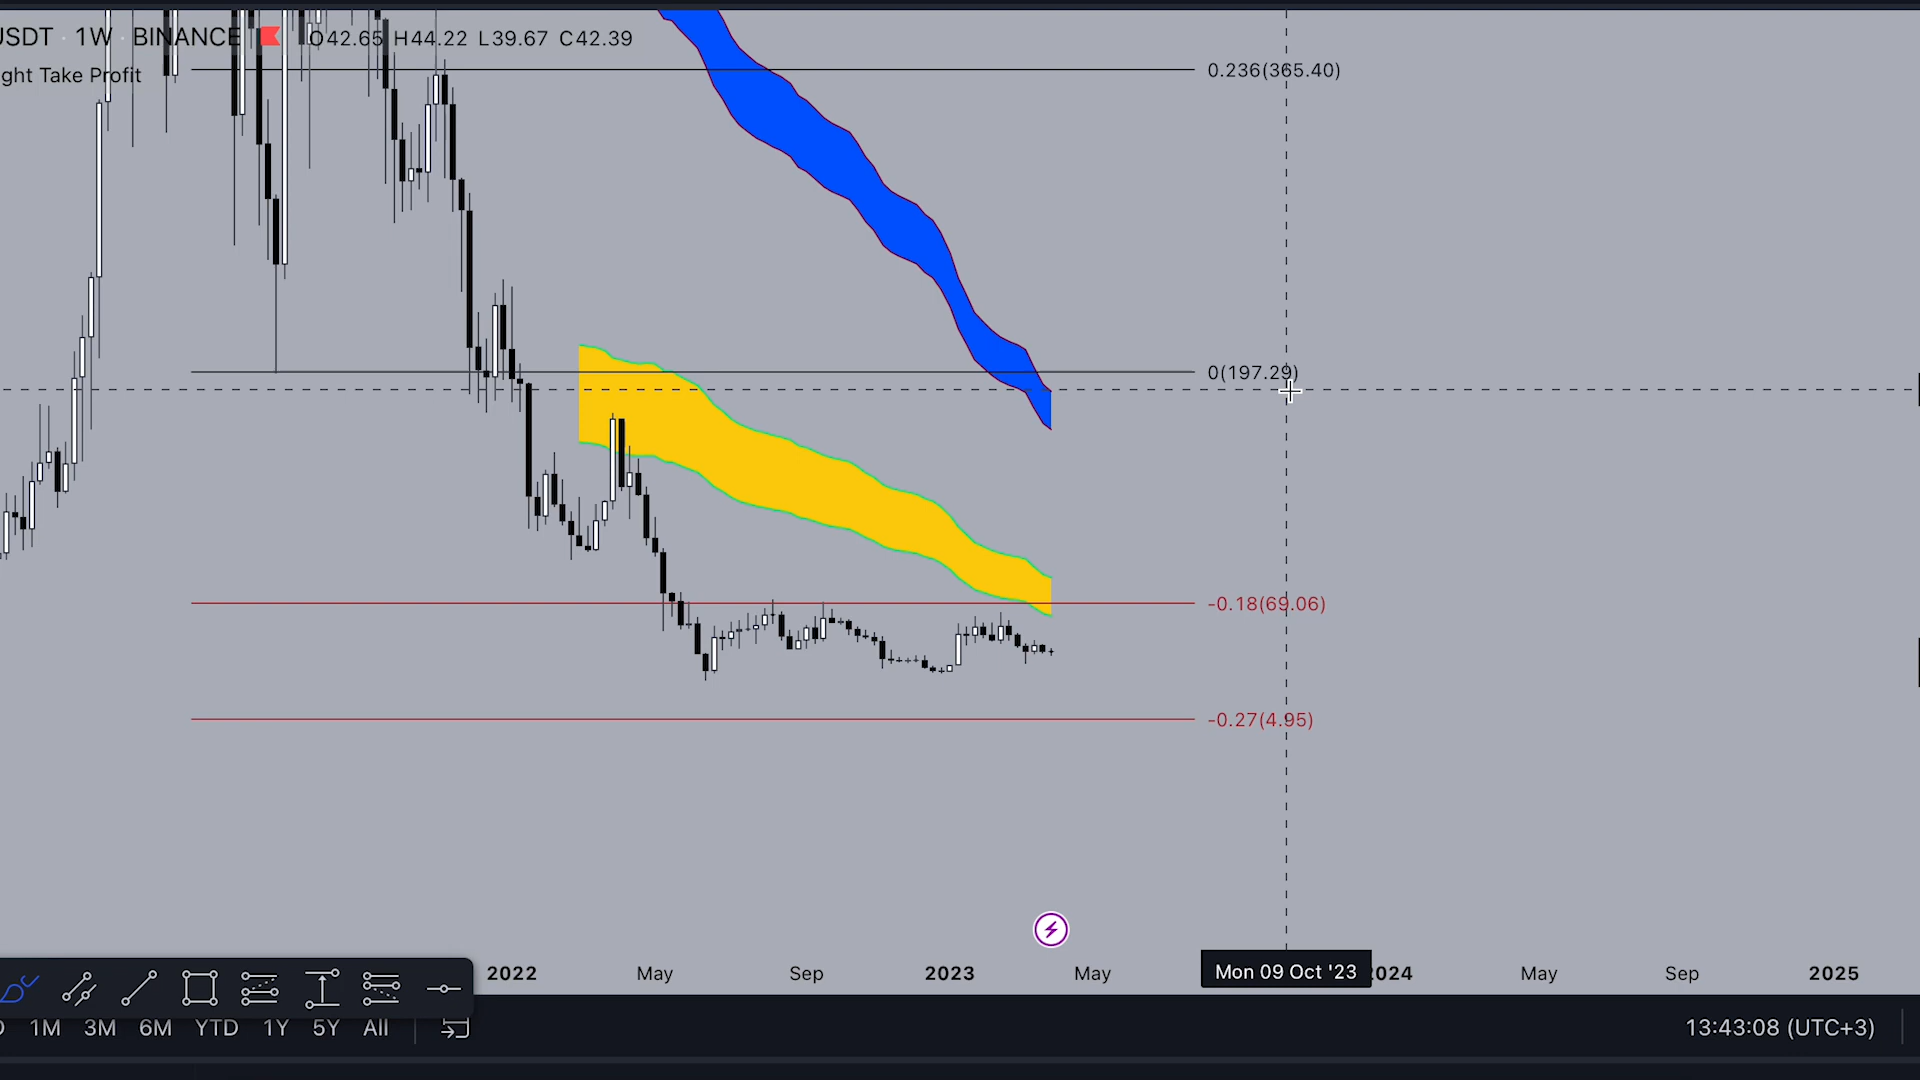 USDT · 1W · BINANCE O42.65 H44.22 L39.67 C42.39
ght Take Profit
0.236(365.40)
0(197.29)
-0.18(69.06)
-0.27(4.95)
2022 May Sep 2023 May Mon 09 Oct '23 2024 May Sep 2025
1M 3M 6M YTD 1Y 5Y All
13:43:08 (UTC+3)